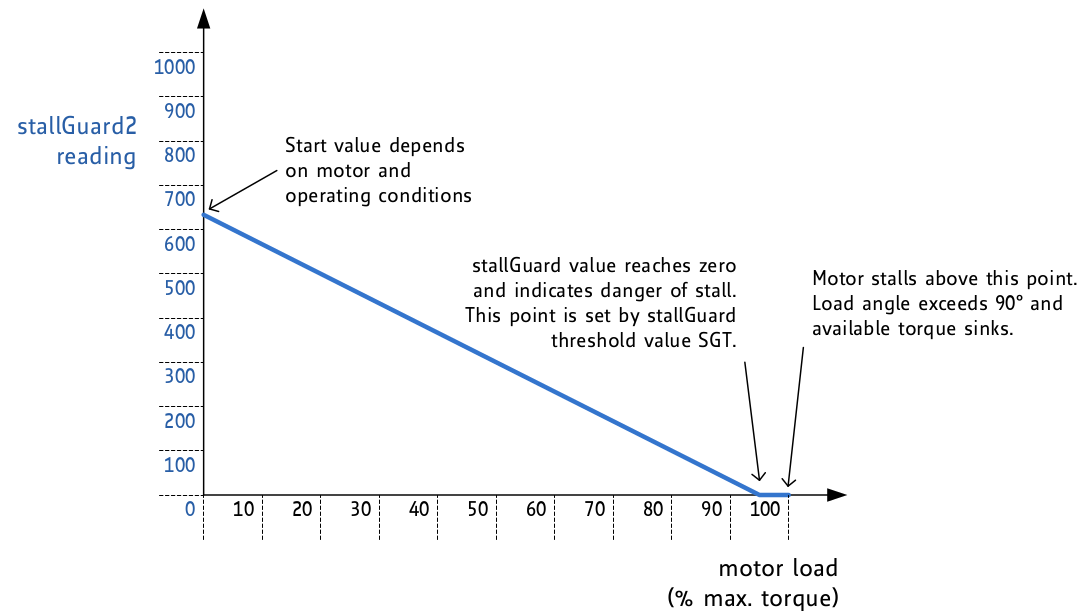 1000
900
800
700
600
500
400
300
200
100
0
stallGuard2
reading
Start value depends
on motor and
operating conditions
stallGuard value reaches zero
and indicates danger of stall.
This point is set by stallGuard
threshold value SGT.
Motor stalls above this point.
Load angle exceeds 90° and
available torque sinks.
10 20 30 40 50 60 70 80 90 100
motor load
(% max. torque)